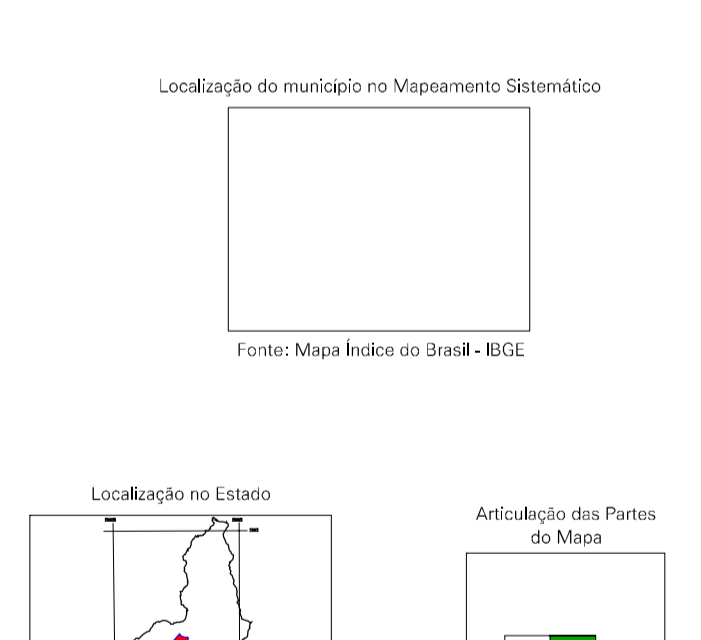 Localização do município no Mapeamento Sistemático
Fonte: Mapa Índice do Brasil - IBGE
Localização no Estado
Articulação das Partes
do Mapa